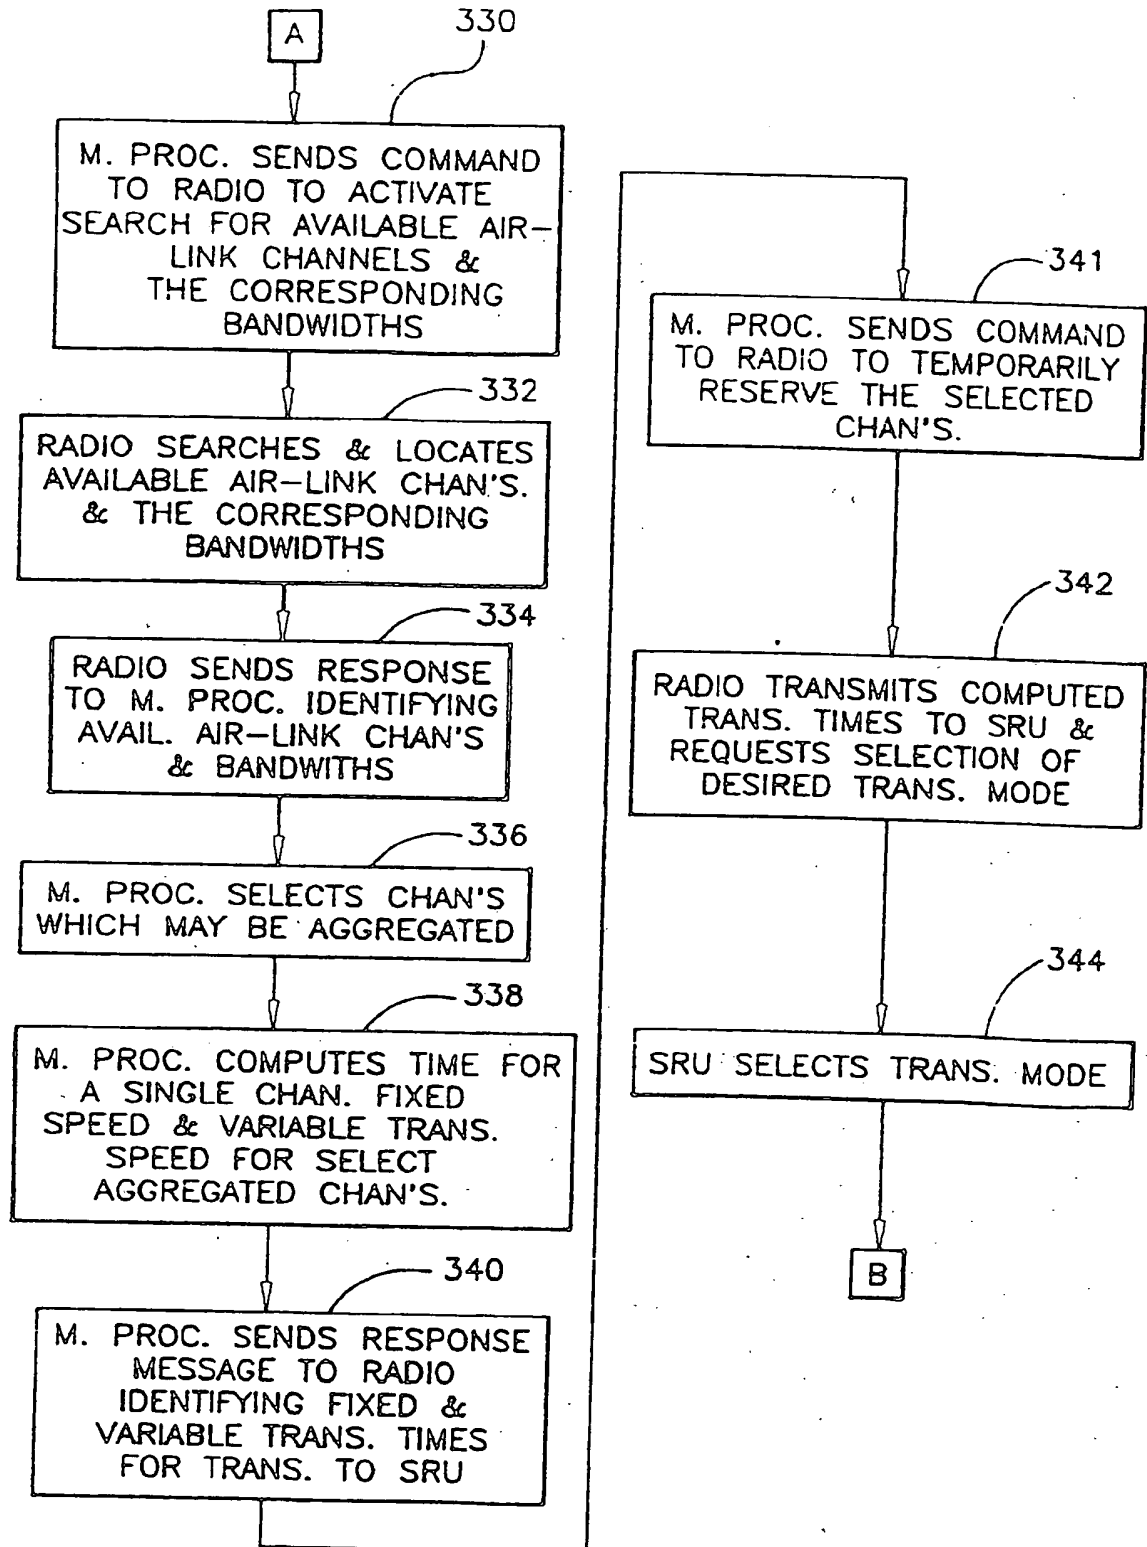 A
330
M. PROC. SENDS COMMAND
TO RADIO TO ACTIVATE
SEARCH FOR AVAILABLE AIR-
LINK CHANNELS &
THE CORRESPONDING
BANDWIDTHS
332
RADIO SEARCHES & LOCATES
AVAILABLE AIR-LINK CHAN'S.
& THE CORRESPONDING
BANDWIDTHS
334
RADIO SENDS RESPONSE
TO M. PROC. IDENTIFYING
AVAIL. AIR-LINK CHAN'S
& BANDWITHS
336
M. PROC. SELECTS CHAN'S
WHICH MAY BE AGGREGATED
338
M. PROC. COMPUTES TIME FOR
A SINGLE CHAN. FIXED
SPEED & VARIABLE TRANS.
SPEED FOR SELECT
AGGREGATED CHAN'S.
340
M. PROC. SENDS RESPONSE
MESSAGE TO RADIO
IDENTIFYING FIXED &
VARIABLE TRANS. TIMES
FOR TRANS. TO SRU
341
M. PROC. SENDS COMMAND
TO RADIO TO TEMPORARILY
RESERVE THE SELECTED
CHAN'S.
342
RADIO TRANSMITS COMPUTED
TRANS. TIMES TO SRU &
REQUESTS SELECTION OF
DESIRED TRANS. MODE
344
SRU SELECTS TRANS. MODE
B